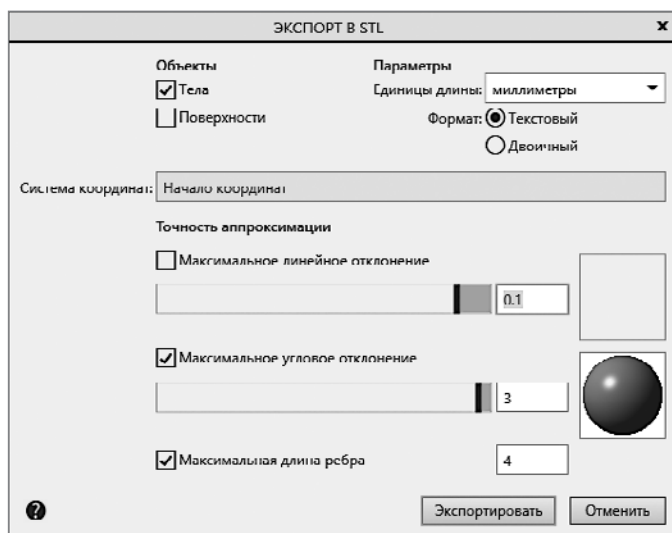 ЭКСПОРТ В STL
x
Объекты
Параметры
Тела
Единицы длины: миллиметры
Поверхности
Формат: Текстовый
Двоичный
Система координат: Начало координат
Точность аппроксимации
Максимальное линейное отклонение
0.1
Максимальное угловое отклонение
3
Максимальная длина ребра
4
?
Экспортировать
Отменить